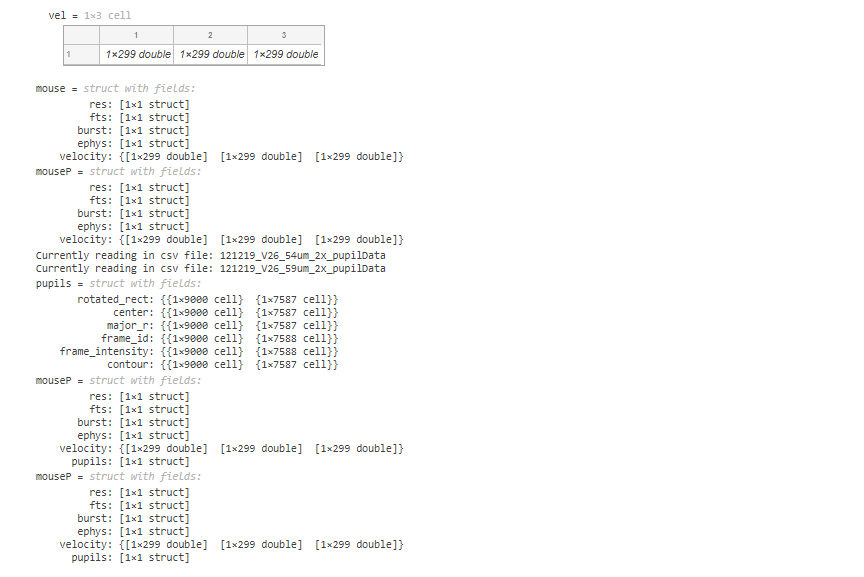 vel = 1×3 cell
1 2 3
1 1×299 double 1×299 double 1×299 double
mouse = struct with fields:
res: [1×1 struct]
fts: [1×1 struct]
burst: [1×1 struct]
ephys: [1×1 struct]
velocity: {[1×299 double] [1×299 double] [1×299 double]}
mouseP = struct with fields:
res: [1×1 struct]
fts: [1×1 struct]
burst: [1×1 struct]
ephys: [1×1 struct]
velocity: {[1×299 double] [1×299 double] [1×299 double]}
Currently reading in csv file: 121219_V26_54um_2x_pupilData
Currently reading in csv file: 121219_V26_59um_2x_pupilData
pupils = struct with fields:
rotated_rect: {{1×9000 cell} {1×7587 cell}}
center: {{1×9000 cell} {1×7587 cell}}
major_r: {{1×9000 cell} {1×7587 cell}}
frame_id: {{1×9000 cell} {1×7588 cell}}
frame_intensity: {{1×9000 cell} {1×7588 cell}}
contour: {{1×9000 cell} {1×7587 cell}}
mouseP = struct with fields:
res: [1×1 struct]
fts: [1×1 struct]
burst: [1×1 struct]
ephys: [1×1 struct]
velocity: {[1×299 double] [1×299 double] [1×299 double]}
pupils: [1×1 struct]
mouseP = struct with fields:
res: [1×1 struct]
fts: [1×1 struct]
burst: [1×1 struct]
ephys: [1×1 struct]
velocity: {[1×299 double] [1×299 double] [1×299 double]}
pupils: [1×1 struct]